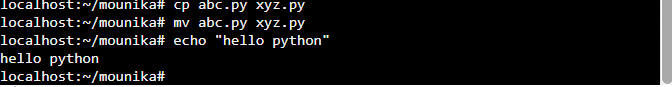 localhost:~/mounika# cp abc.py xyz.py
localhost:~/mounika# mv abc.py xyz.py
localhost:~/mounika# echo "hello python"
hello python
localhost:~/mounika#